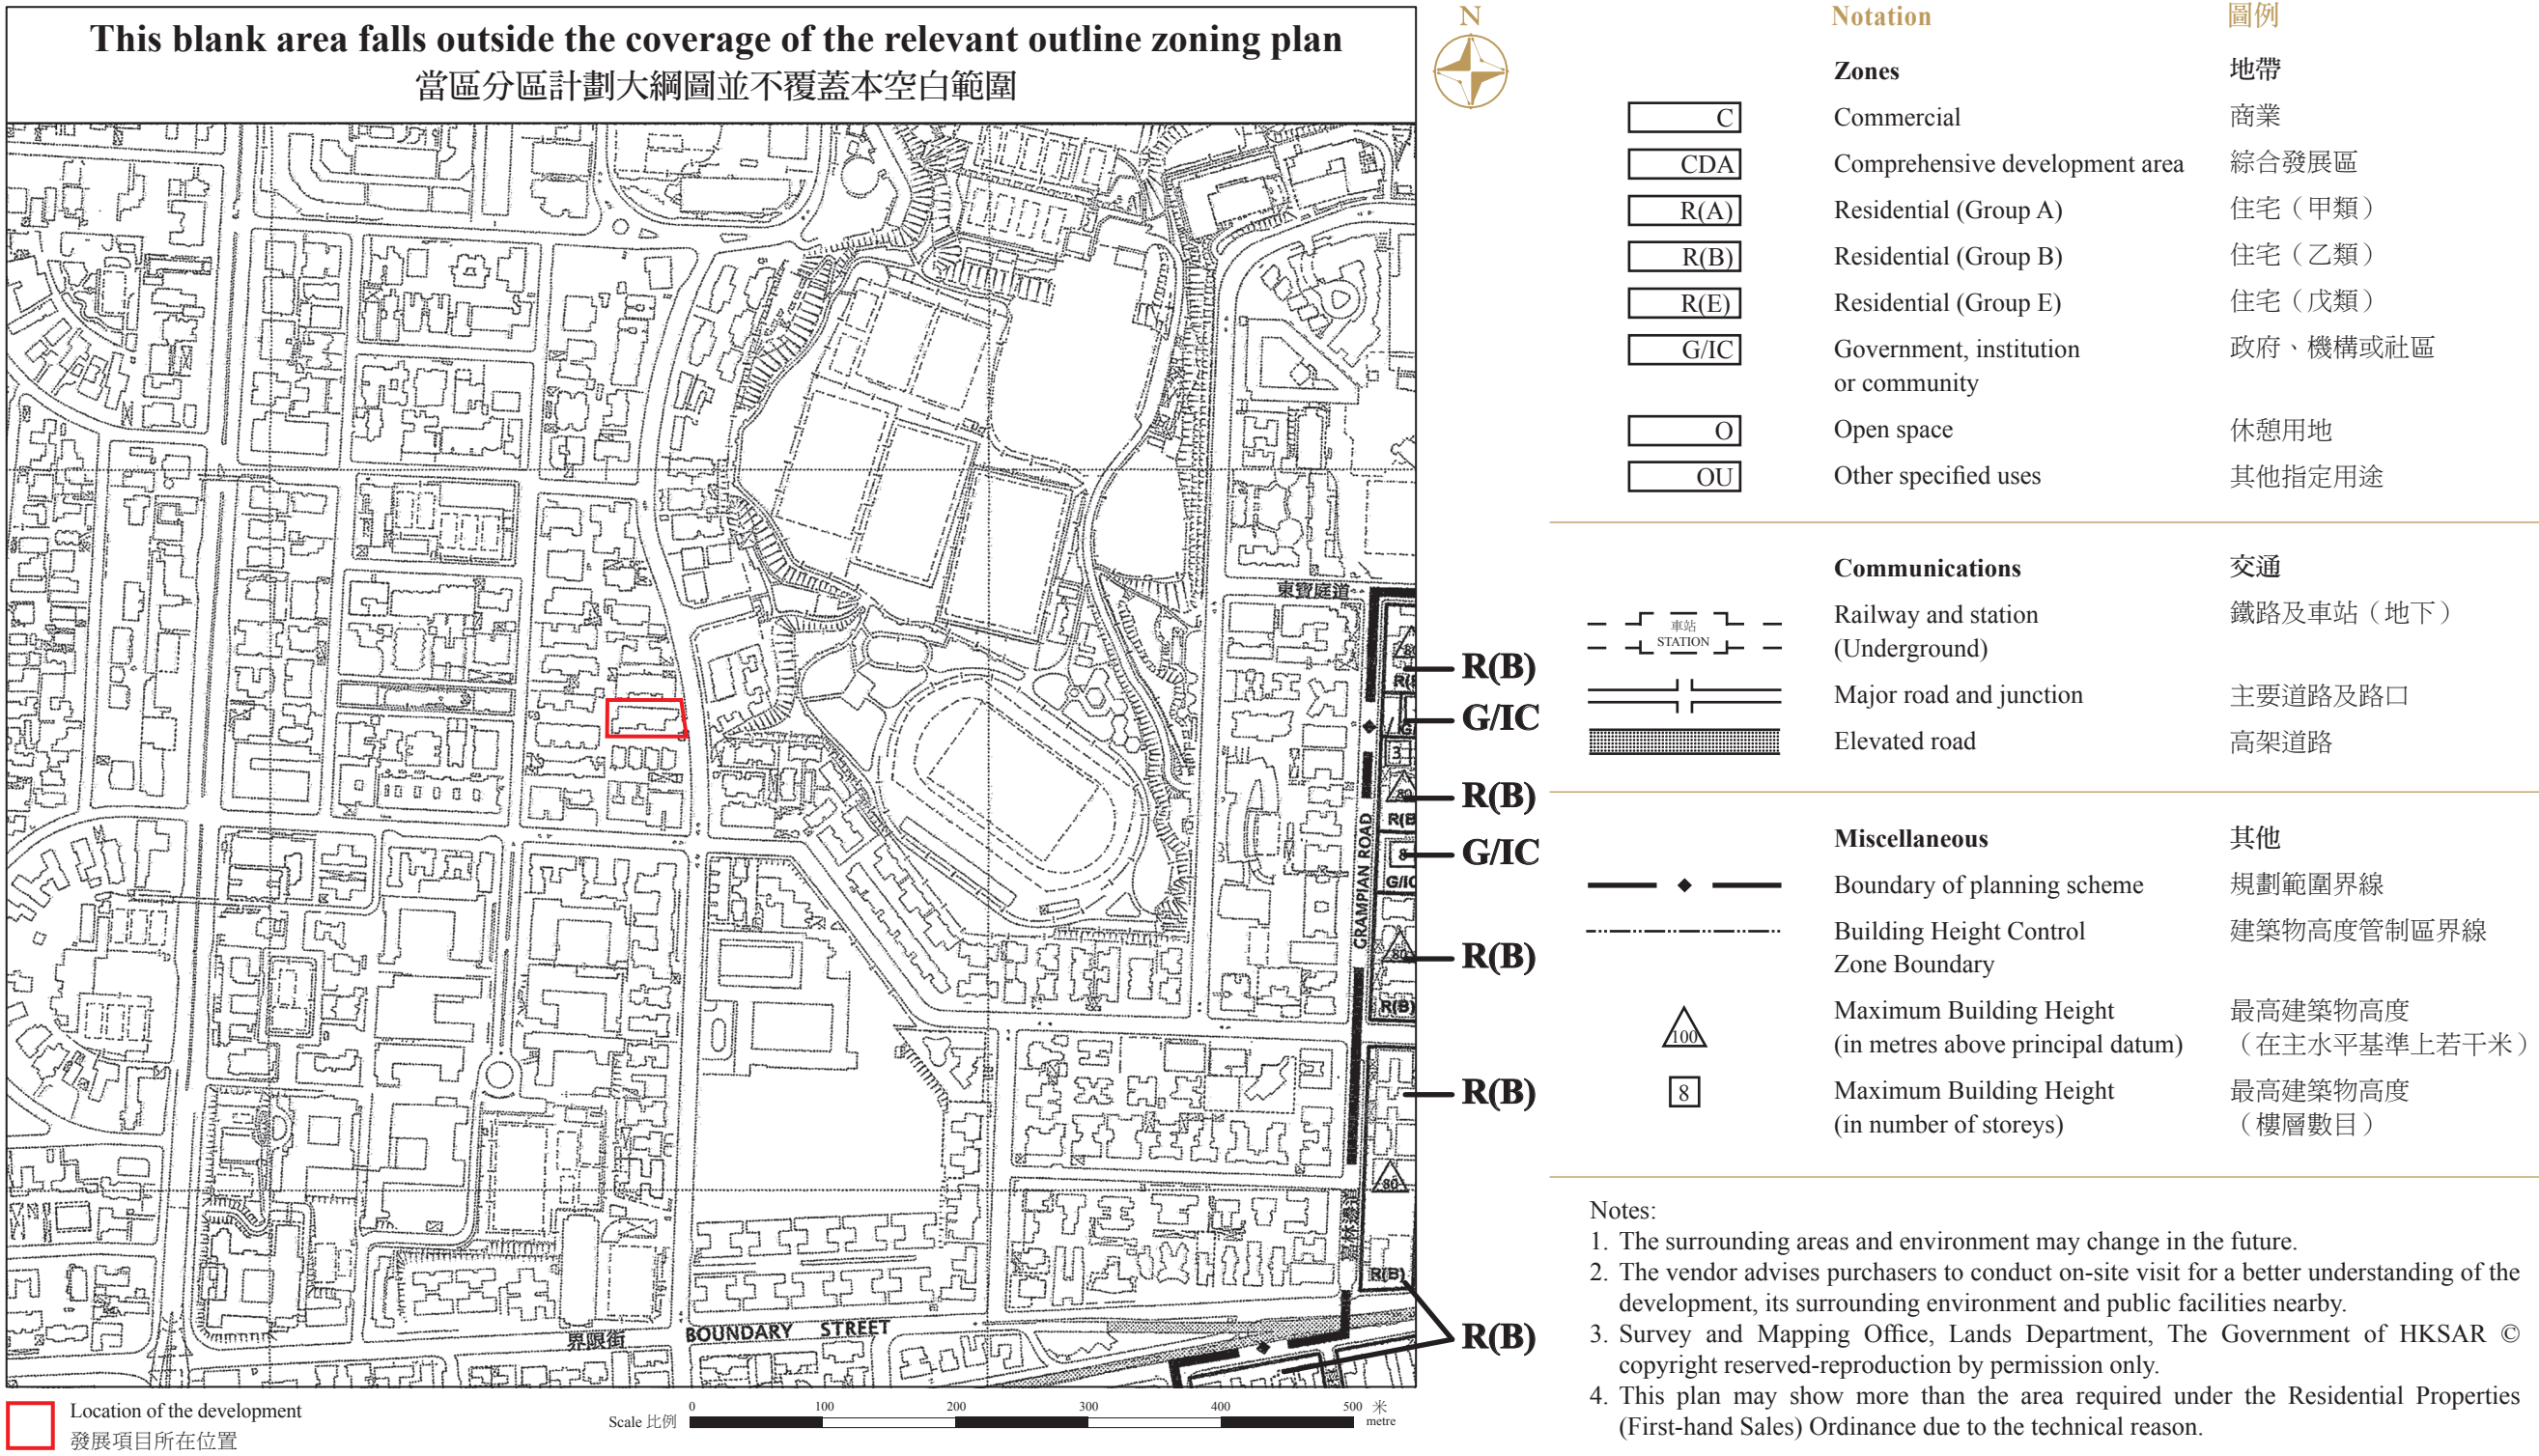 This blank area falls outside the coverage of the relevant outline zoning plan
當區分區計劃大綱圖並不覆蓋本空白範圍
N
東寶庭道
80
R(B)
G/IC
3
80
R(B
R(B)
8
G/IC
G/IC
GRAMPIAN ROAD
80
R(B)
R(B)
R(B)
80
嘉林邊道
R(B)
R(B)
界限街
BOUNDARY STREET
Location of the development
發展項目所在位置
Scale 比例
0 100 200 300 400 500 米
metre
Notation 圖例
Zones 地帶
C Commercial 商業
CDA Comprehensive development area 綜合發展區
R(A) Residential (Group A) 住宅（甲類）
R(B) Residential (Group B) 住宅（乙類）
R(E) Residential (Group E) 住宅（戊類）
G/IC Government, institution 政府、機構或社區
or community
O Open space 休憩用地
OU Other specified uses 其他指定用途
Communications 交通
車站
STATION
Railway and station 鐵路及車站（地下）
(Underground)
Major road and junction 主要道路及路口
Elevated road 高架道路
Miscellaneous 其他
Boundary of planning scheme 規劃範圍界線
Building Height Control 建築物高度管制區界線
Zone Boundary
100
Maximum Building Height 最高建築物高度
(in metres above principal datum) （在主水平基準上若干米）
8
Maximum Building Height 最高建築物高度
(in number of storeys) （樓層數目）
Notes:
1. The surrounding areas and environment may change in the future.
2. The vendor advises purchasers to conduct on-site visit for a better understanding of the
development, its surrounding environment and public facilities nearby.
3. Survey and Mapping Office, Lands Department, The Government of HKSAR ©
copyright reserved-reproduction by permission only.
4. This plan may show more than the area required under the Residential Properties
(First-hand Sales) Ordinance due to the technical reason.